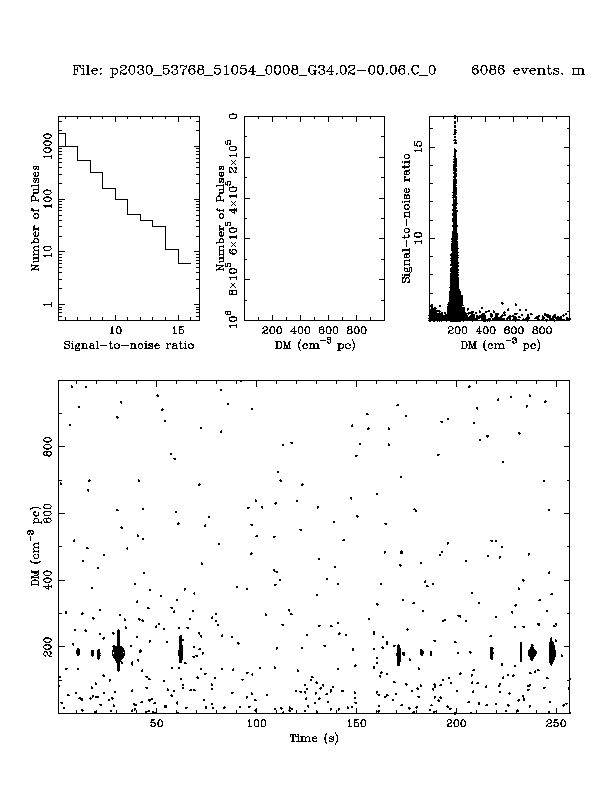 File: p2030_53768_51054_0008_G34.02-00.06.C_0 6086 events. m
Number of Pulses
1 10 100 1000
10 15
Signal-to-noise ratio
Number of Pulses
0 2×10⁵ 4×10⁵ 6×10⁵ 8×10⁵ 10⁶
200 400 600 800
DM (cm⁻³ pc)
Signal-to-noise ratio
10 15
200 400 600 800
DM (cm⁻³ pc)
DM (cm⁻³ pc)
200 400 600 800
50 100 150 200 250
Time (s)